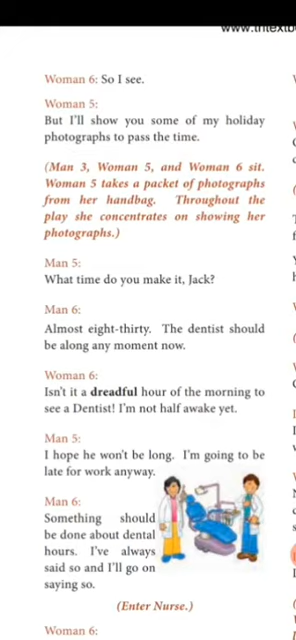 www.tntextb
Woman 6: So I see.
Woman 5:
But I'll show you some of my holiday
photographs to pass the time.
(Man 3, Woman 5, and Woman 6 sit.
Woman 5 takes a packet of photographs
from her handbag. Throughout the
play she concentrates on showing her
photographs.)
Man 5:
What time do you make it, Jack?
Man 6:
Almost eight-thirty. The dentist should
be along any moment now.
Woman 6:
Isn't it a dreadful hour of the morning to
see a Dentist! I'm not half awake yet.
Man 5:
I hope he won't be long. I'm going to be
late for work anyway.
Man 6:
Something should
be done about dental
hours. I've always
said so and I'll go on
saying so.
(Enter Nurse.)
Woman 6: